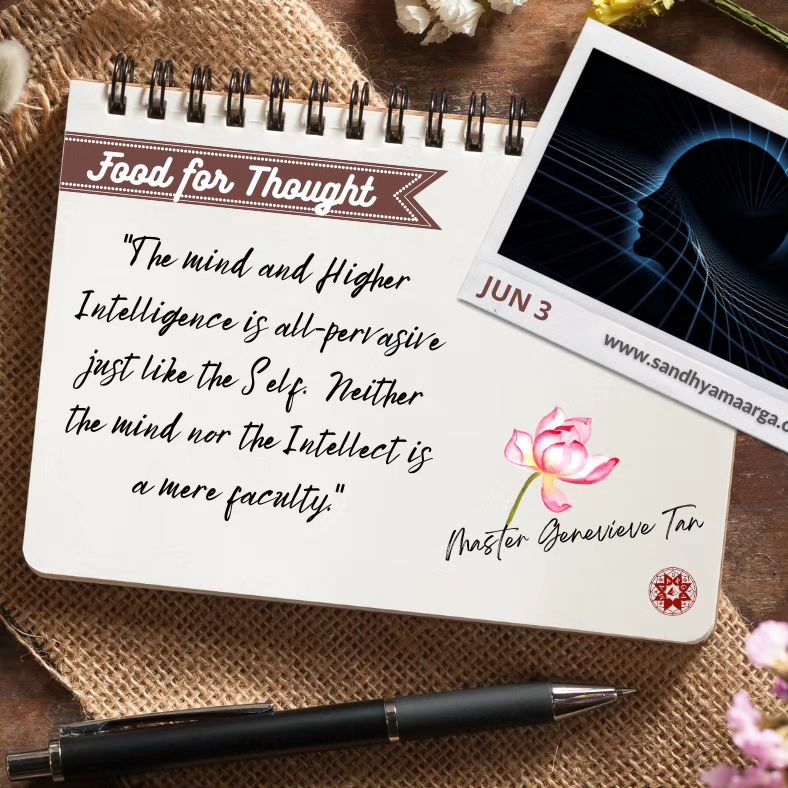 Food for Thought
"The mind and Higher
Intelligence is all-pervasive
just like the Self. Neither
the mind nor the Intellect is
a mere faculty."
JUN 3
www.sandhyamaarga.c
Master Genevieve Tan